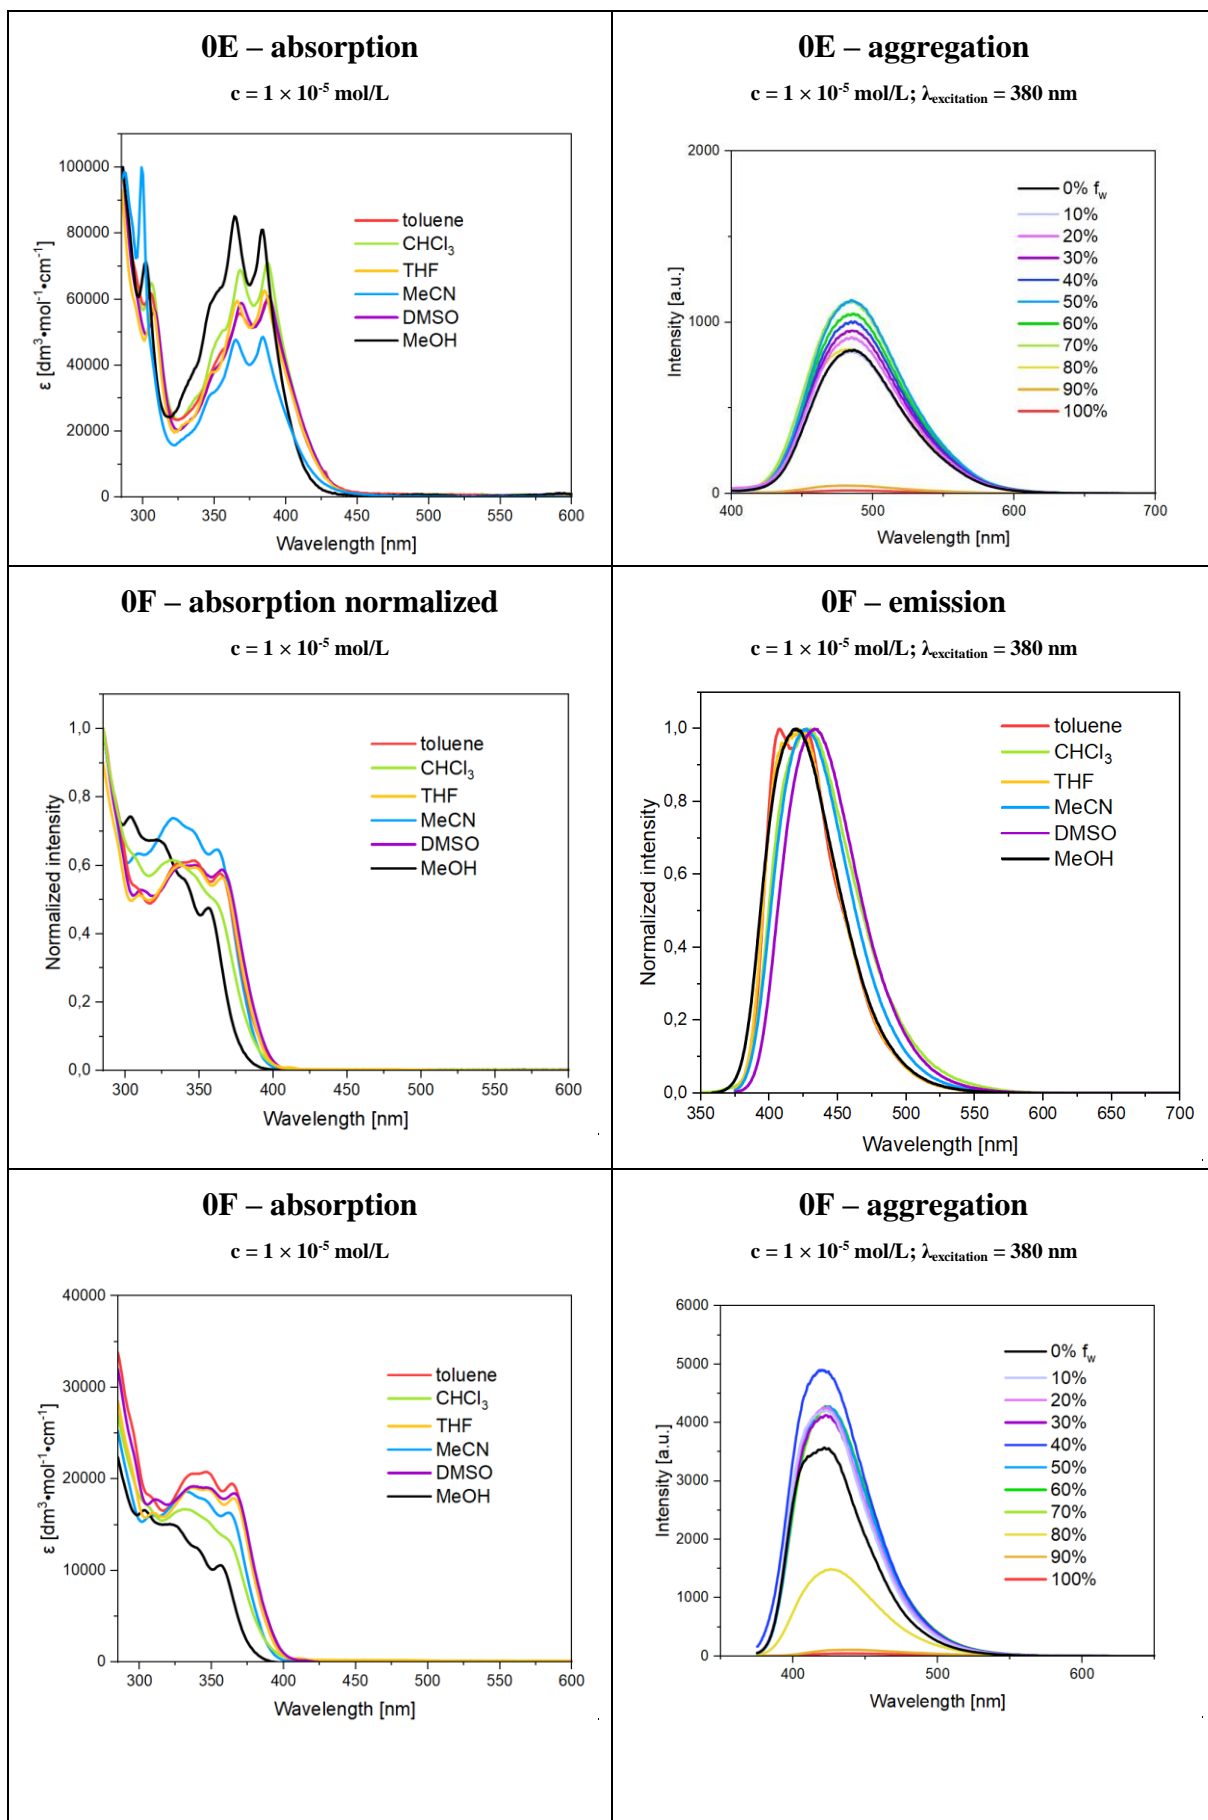 0E – absorption
c = 1 × 10⁻⁵ mol/L
100000
80000
60000
40000
20000
0
ε [dm³•mol⁻¹•cm⁻¹]
toluene
CHCl₃
THF
MeCN
DMSO
MeOH
300 350 400 450 500 550 600
Wavelength [nm]
0E – aggregation
c = 1 × 10⁻⁵ mol/L; λexcitation = 380 nm
2000
1000
0
Intensity [a.u.]
0% fw
10%
20%
30%
40%
50%
60%
70%
80%
90%
100%
400 500 600 700
Wavelength [nm]
0F – absorption normalized
c = 1 × 10⁻⁵ mol/L
1,0
0,8
0,6
0,4
0,2
0,0
Normalized intensity
toluene
CHCl₃
THF
MeCN
DMSO
MeOH
300 350 400 450 500 550 600
Wavelength [nm]
.
0F – emission
c = 1 × 10⁻⁵ mol/L; λexcitation = 380 nm
1,0
0,8
0,6
0,4
0,2
0,0
Normalized intensity
toluene
CHCl₃
THF
MeCN
DMSO
MeOH
350 400 450 500 550 600 650 700
Wavelength [nm]
.
0F – absorption
c = 1 × 10⁻⁵ mol/L
40000
30000
20000
10000
0
ε [dm³•mol⁻¹•cm⁻¹]
toluene
CHCl₃
THF
MeCN
DMSO
MeOH
300 350 400 450 500 550 600
Wavelength [nm]
.
0F – aggregation
c = 1 × 10⁻⁵ mol/L; λexcitation = 380 nm
6000
5000
4000
3000
2000
1000
0
Intensity [a.u.]
0% fw
10%
20%
30%
40%
50%
60%
70%
80%
90%
100%
400 500 600
Wavelength [nm]
.